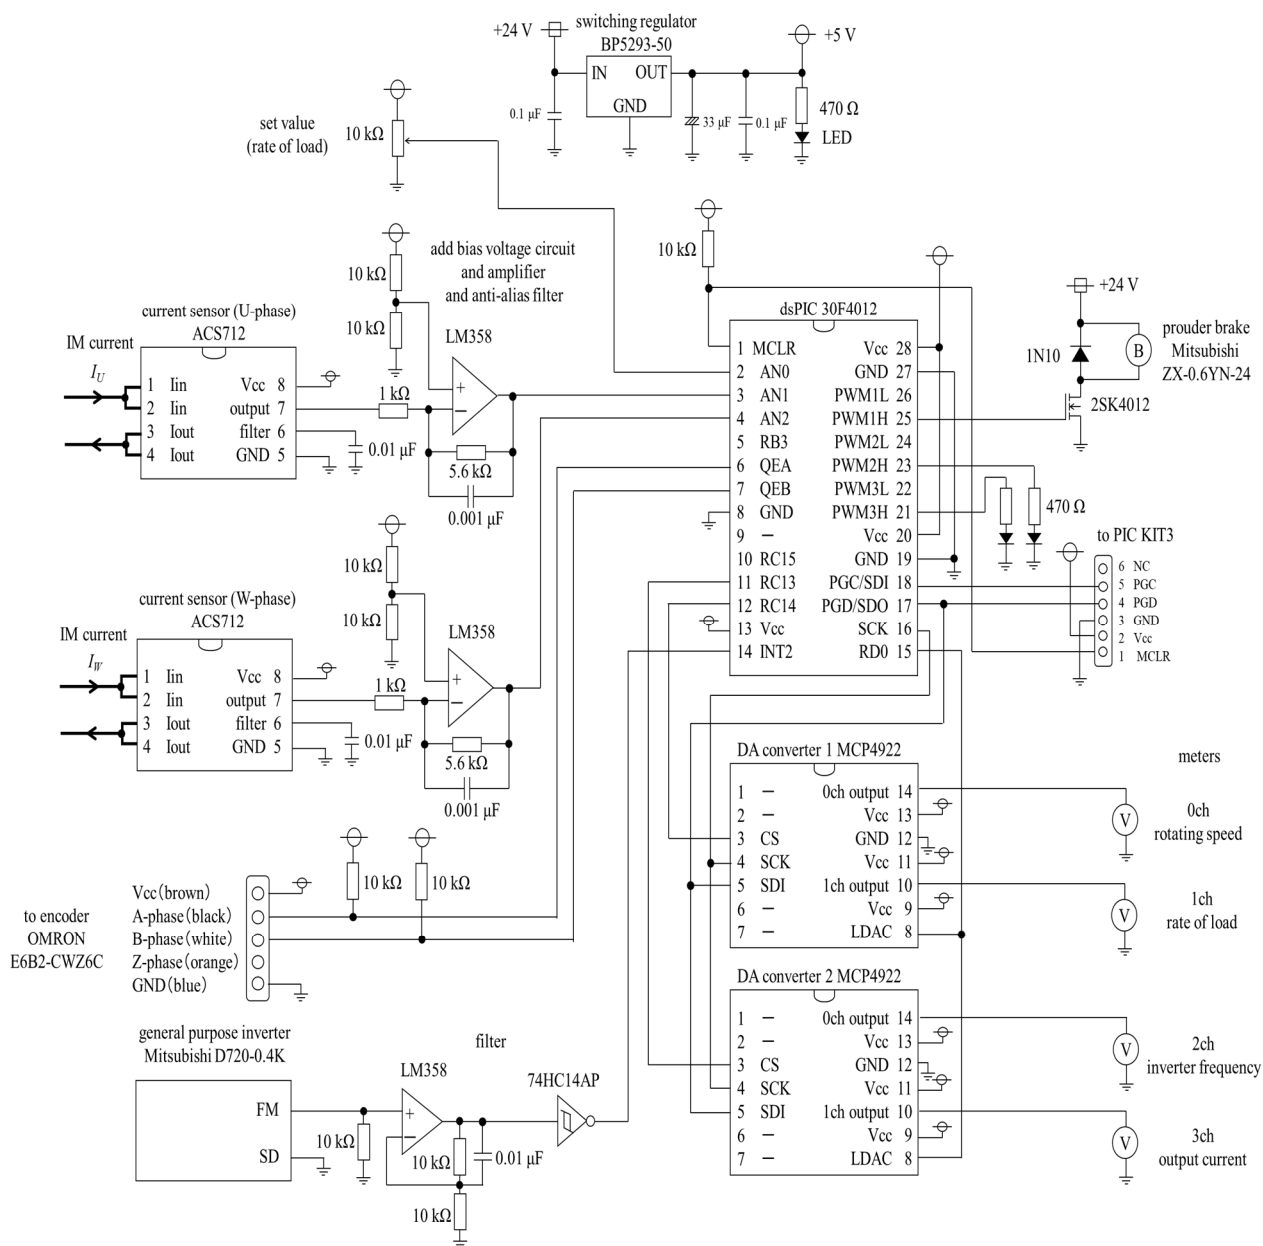 switching regulator
+24 V
BP5293-50
+5 V
IN OUT
GND
0.1 μF
33 μF
0.1 μF
470 Ω
LED
set value
(rate of load)
10 kΩ
10 kΩ
add bias voltage circuit
and amplifier
and anti-alias filter
10 kΩ
10 kΩ
LM358
current sensor (U-phase)
ACS712
IM current
IU
1 Iin Vcc 8
2 Iin output 7
3 Iout filter 6
4 Iout GND 5
1 kΩ
+
−
0.01 μF
5.6 kΩ
0.001 μF
dsPIC 30F4012
1 MCLR Vcc 28
2 AN0 GND 27
3 AN1 PWM1L 26
4 AN2 PWM1H 25
5 RB3 PWM2L 24
6 QEA PWM2H 23
7 QEB PWM3L 22
8 GND PWM3H 21
9 − Vcc 20
10 RC15 GND 19
11 RC13 PGC/SDI 18
12 RC14 PGD/SDO 17
13 Vcc SCK 16
14 INT2 RD0 15
+24 V
1N10
B
prouder brake
Mitsubishi
ZX-0.6YN-24
2SK4012
470 Ω
to PIC KIT3
6 NC
5 PGC
4 PGD
3 GND
2 Vcc
1 MCLR
10 kΩ
10 kΩ
LM358
current sensor (W-phase)
ACS712
IM current
IW
1 Iin Vcc 8
2 Iin output 7
3 Iout filter 6
4 Iout GND 5
1 kΩ
+
−
0.01 μF
5.6 kΩ
0.001 μF
DA converter 1 MCP4922
1 − 0ch output 14
2 − Vcc 13
3 CS GND 12
4 SCK Vcc 11
5 SDI 1ch output 10
6 − Vcc 9
7 − LDAC 8
meters
V
0ch
rotating speed
V
1ch
rate of load
10 kΩ
10 kΩ
to encoder
OMRON
E6B2-CWZ6C
Vcc（brown）
A-phase（black）
B-phase（white）
Z-phase（orange）
GND（blue）
DA converter 2 MCP4922
1 − 0ch output 14
2 − Vcc 13
3 CS GND 12
4 SCK Vcc 11
5 SDI 1ch output 10
6 − Vcc 9
7 − LDAC 8
V
2ch
inverter frequency
V
3ch
output current
general purpose inverter
Mitsubishi D720-0.4K
FM
SD
filter
LM358
74HC14AP
+
−
10 kΩ
10 kΩ
0.01 μF
10 kΩ